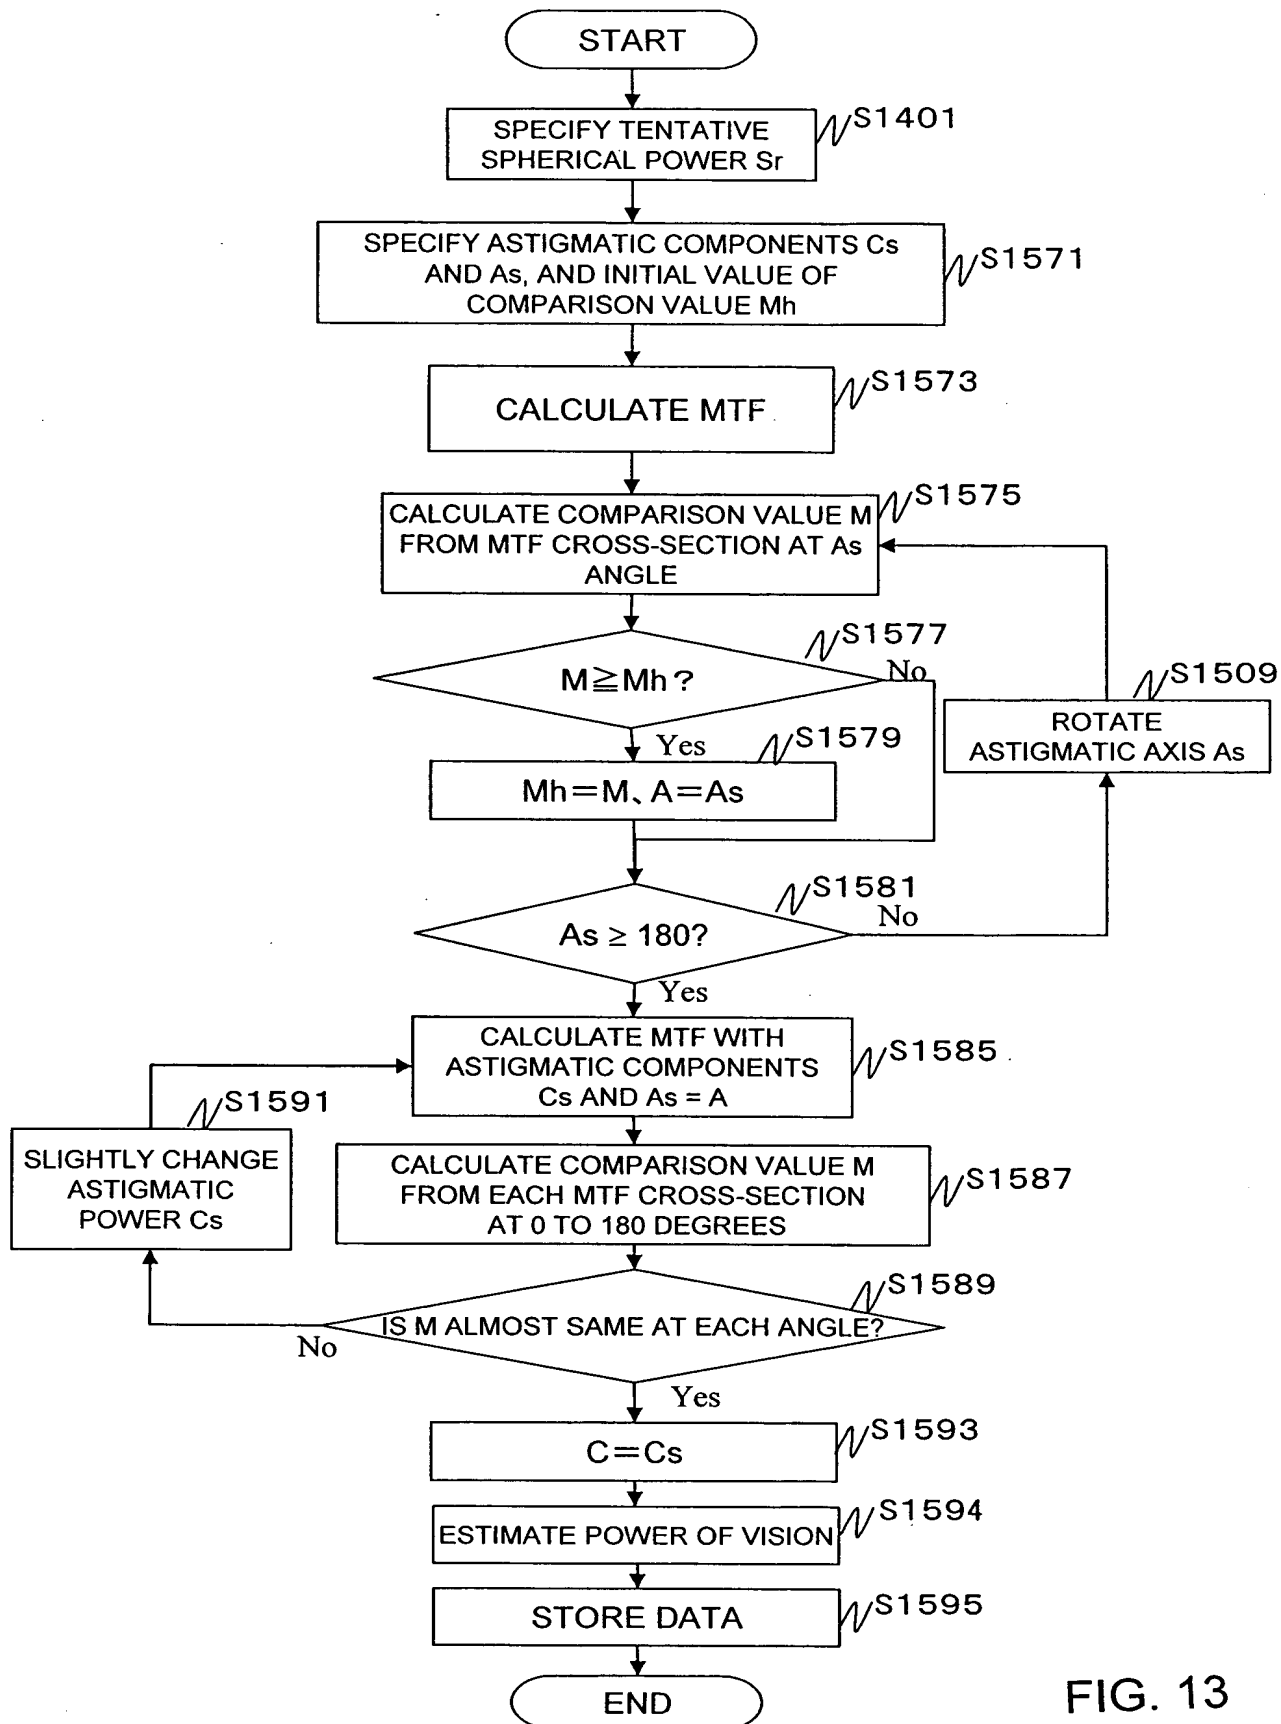 START
SPECIFY TENTATIVE
SPHERICAL POWER Sr
S1401
SPECIFY ASTIGMATIC COMPONENTS Cs
AND As, AND INITIAL VALUE OF
COMPARISON VALUE Mh
S1571
CALCULATE MTF
S1573
CALCULATE COMPARISON VALUE M
FROM MTF CROSS-SECTION AT As
ANGLE
S1575
M≧Mh?
S1577
No
Yes
S1579
Mh=M、A=As
S1509
ROTATE
ASTIGMATIC AXIS As
As ≥ 180?
S1581
No
Yes
CALCULATE MTF WITH
ASTIGMATIC COMPONENTS
Cs AND As = A
S1585
S1591
SLIGHTLY CHANGE
ASTIGMATIC
POWER Cs
CALCULATE COMPARISON VALUE M
FROM EACH MTF CROSS-SECTION
AT 0 TO 180 DEGREES
S1587
S1589
IS M ALMOST SAME AT EACH ANGLE?
No
Yes
C=Cs
S1593
ESTIMATE POWER OF VISION
S1594
STORE DATA
S1595
END
FIG. 13